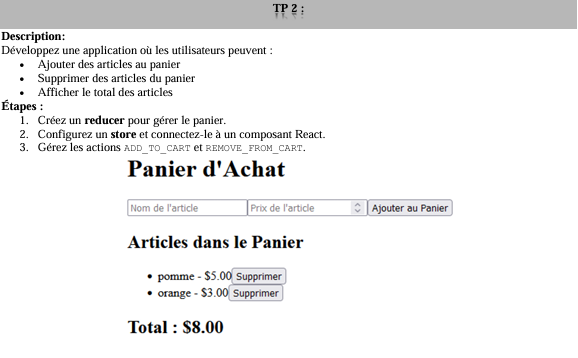 TP 2 :
Description:
Développez une application où les utilisateurs peuvent :
• Ajouter des articles au panier
• Supprimer des articles du panier
• Afficher le total des articles
Étapes :
1. Créez un reducer pour gérer le panier.
2. Configurez un store et connectez-le à un composant React.
3. Gérez les actions ADD_TO_CART et REMOVE_FROM_CART.
Panier d'Achat
Nom de l'article Prix de l'article Ajouter au Panier
Articles dans le Panier
• pomme - $5.00 Supprimer
• orange - $3.00 Supprimer
Total : $8.00